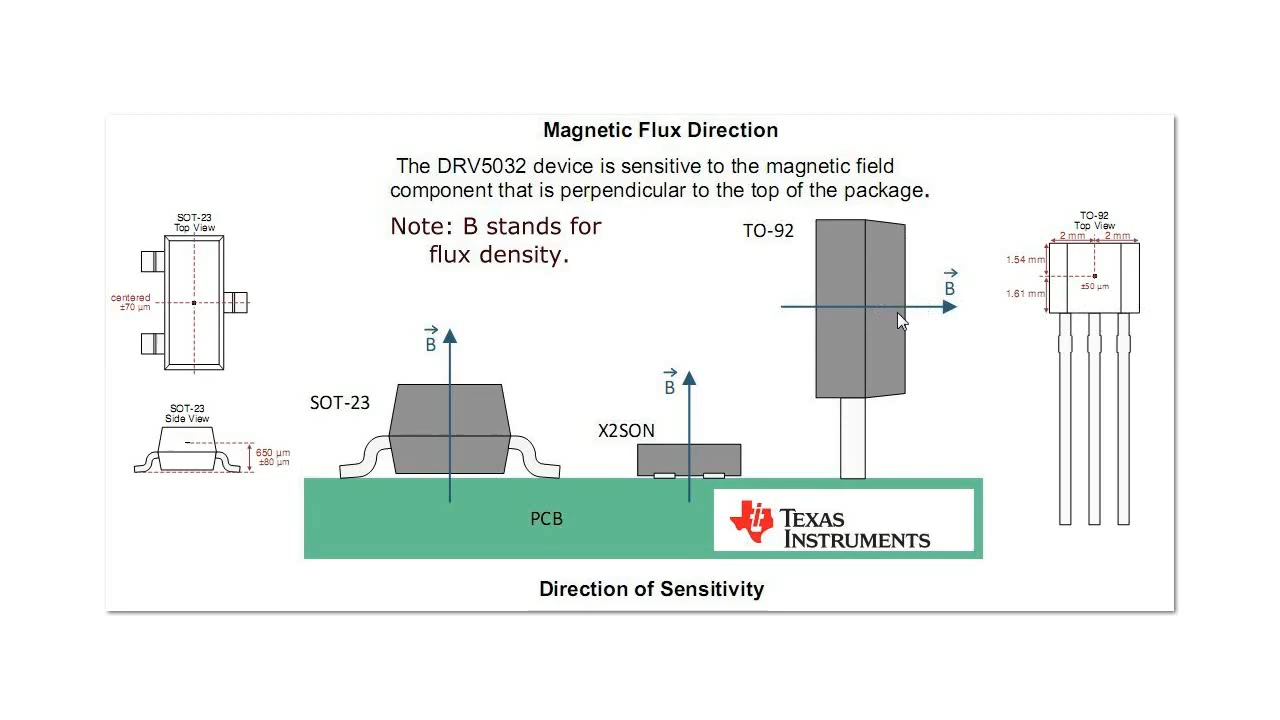 Magnetic Flux Direction
The DRV5032 device is sensitive to the magnetic field
component that is perpendicular to the top of the package.
Note: B stands for
flux density.
SOT-23
Top View
centered
±70 µm
SOT-23
Side View
650 µm
±80 µm
SOT-23
B
X2SON
B
TO-92
B
TO-92
Top View
2 mm 2 mm
1.54 mm
±50 µm
1.61 mm
PCB
TEXAS
INSTRUMENTS
Direction of Sensitivity